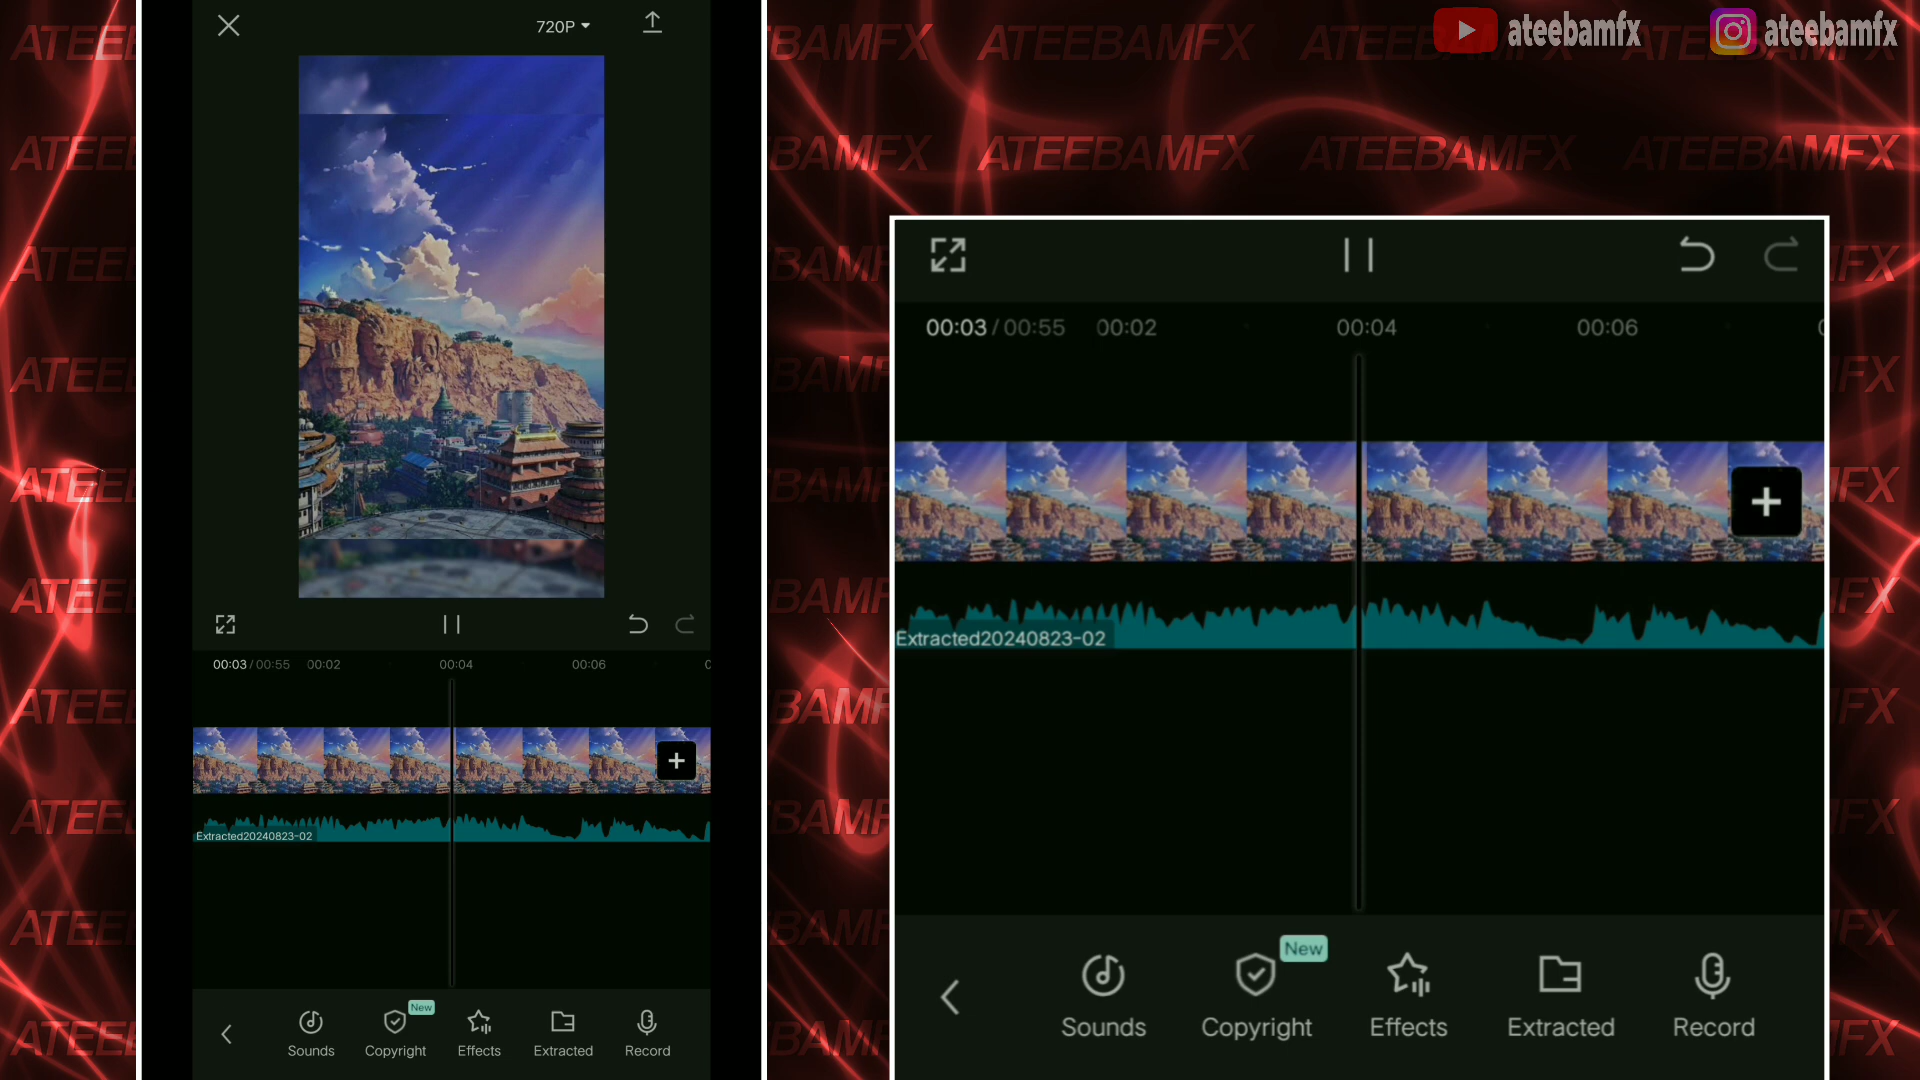 ateebamfx ateebamfx
ATEEBAMFX ATEEBAMFX ATEEBAMFX
720P
00:03 / 00:55 00:02 00:04 00:06
Extracted20240823-02
New
Sounds Copyright Effects Extracted Record
00:03 / 00:55 00:02 00:04 00:06
Extracted20240823-02
New
Sounds Copyright Effects Extracted Record